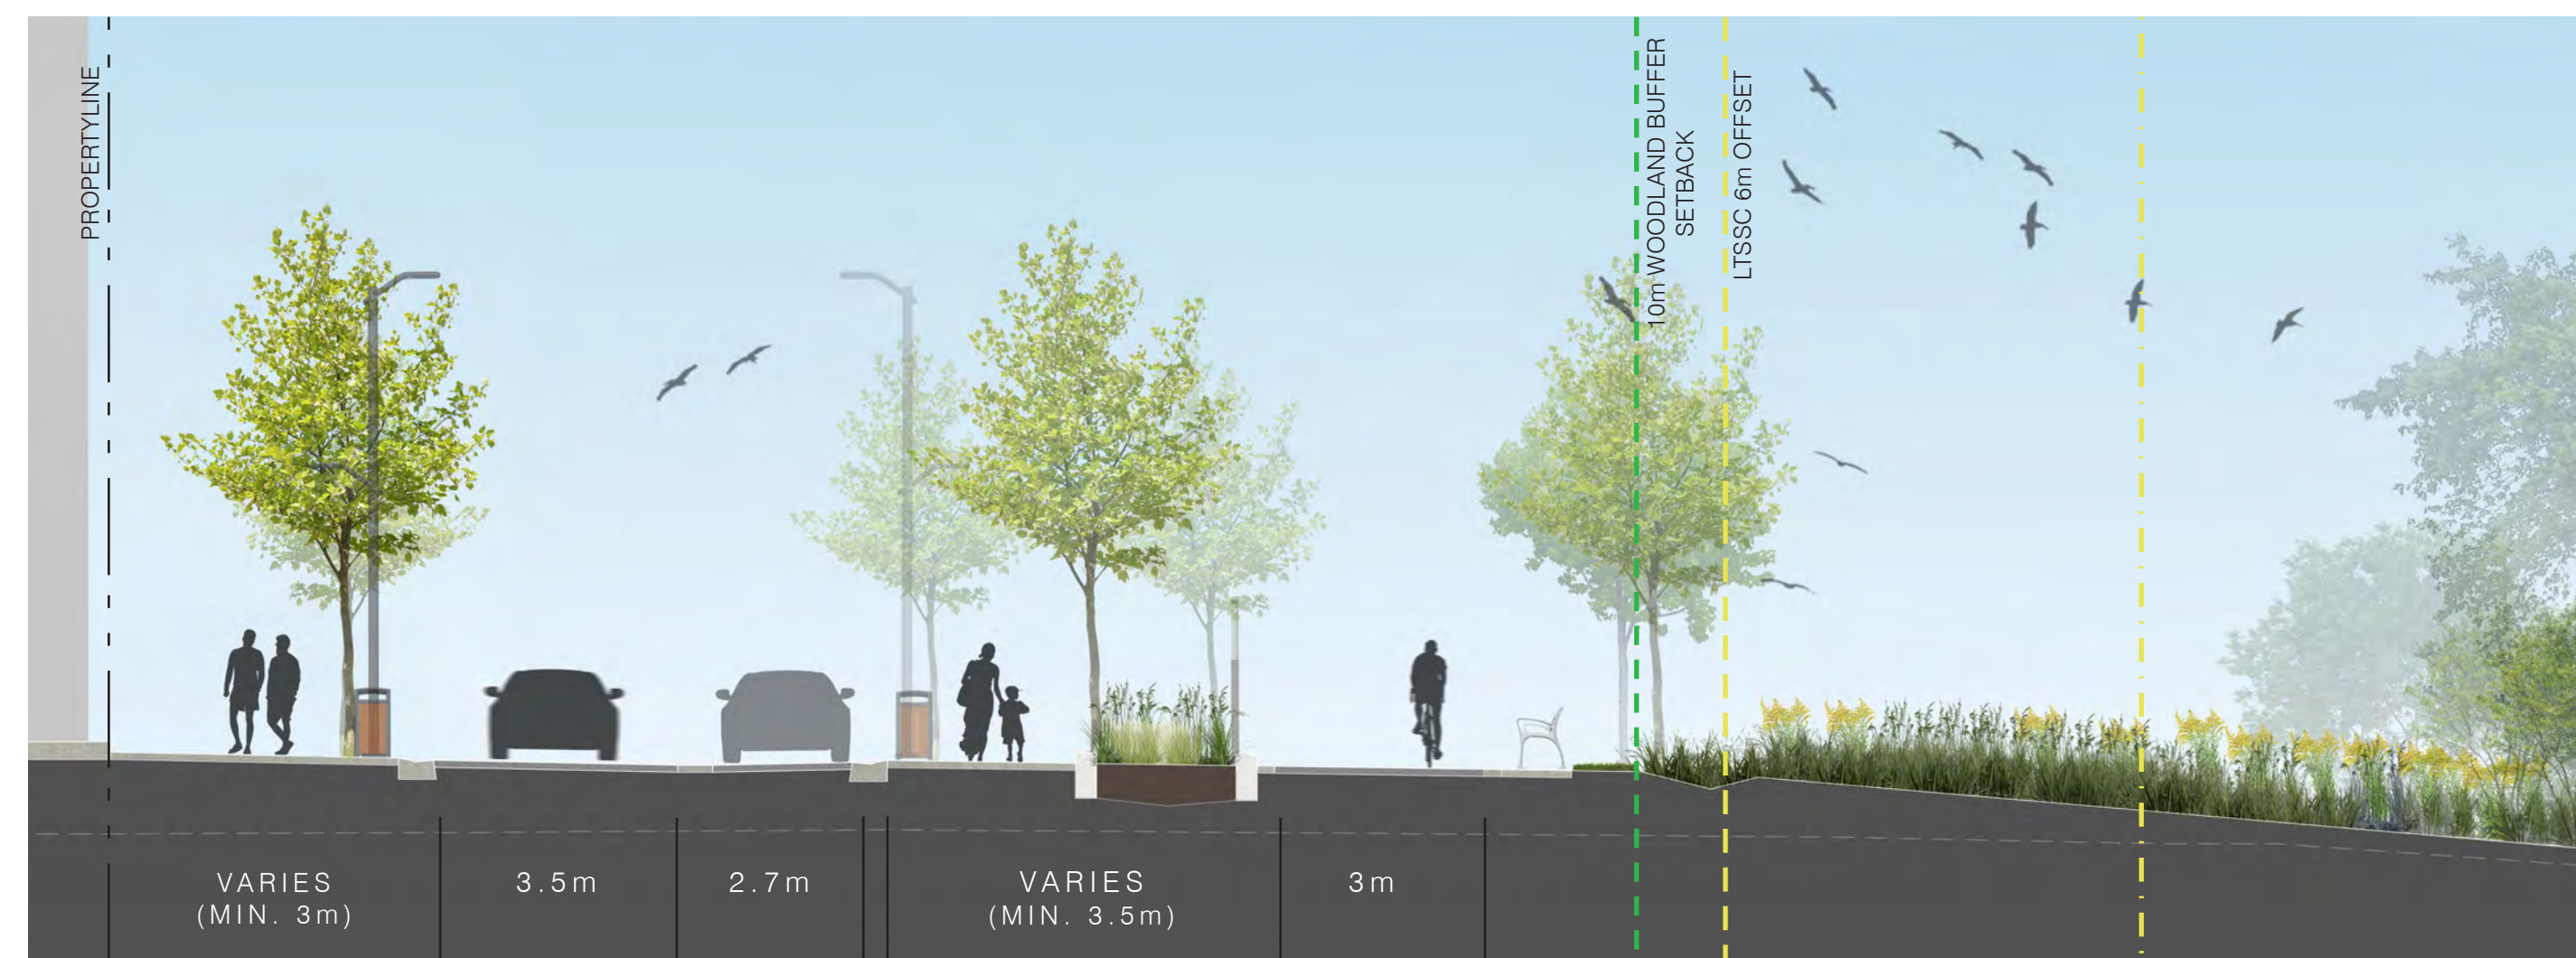 PROPERTYLINE
10m WOODLAND BUFFER
SETBACK
LTSSC 6m OFFSET
VARIES
(MIN. 3m)
3.5m
2.7m
VARIES
(MIN. 3.5m)
3m